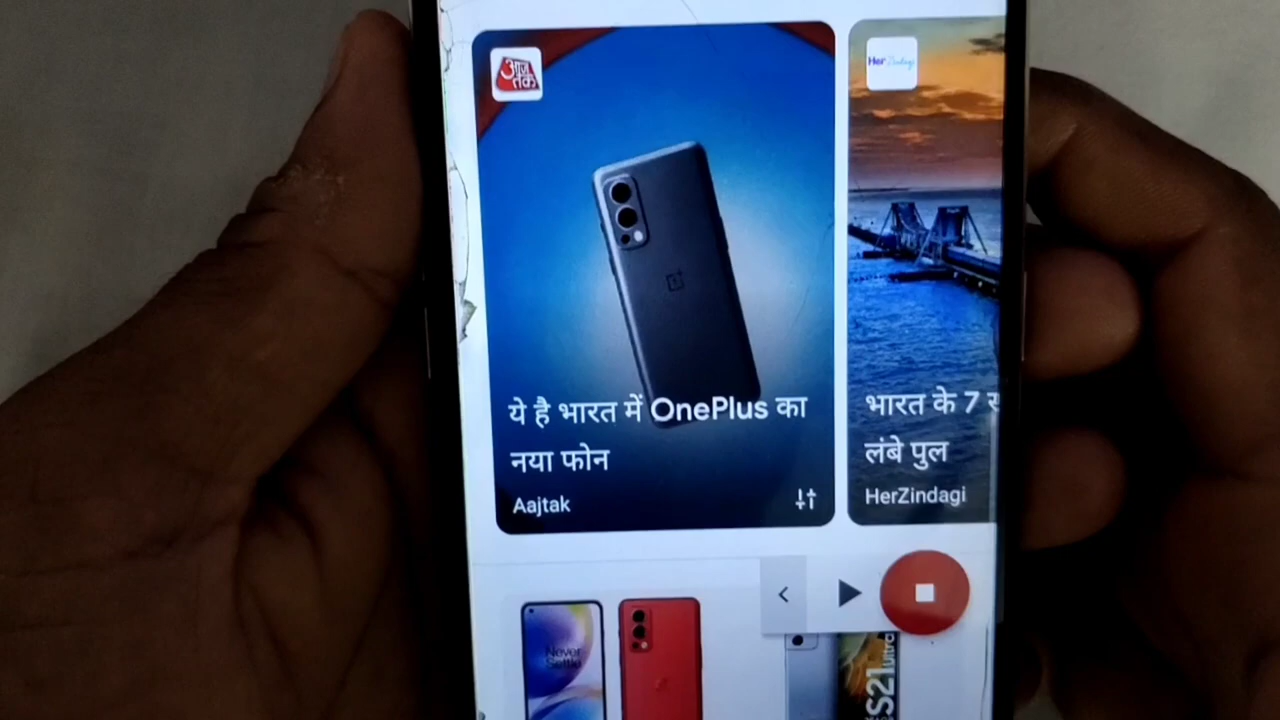 आज
तक
Her Zindagi
ये है भारत में OnePlus का
नया फोन
Aajtak
भारत के 7
लंबे पुल
HerZindagi
Never
Settle
S21 ultra